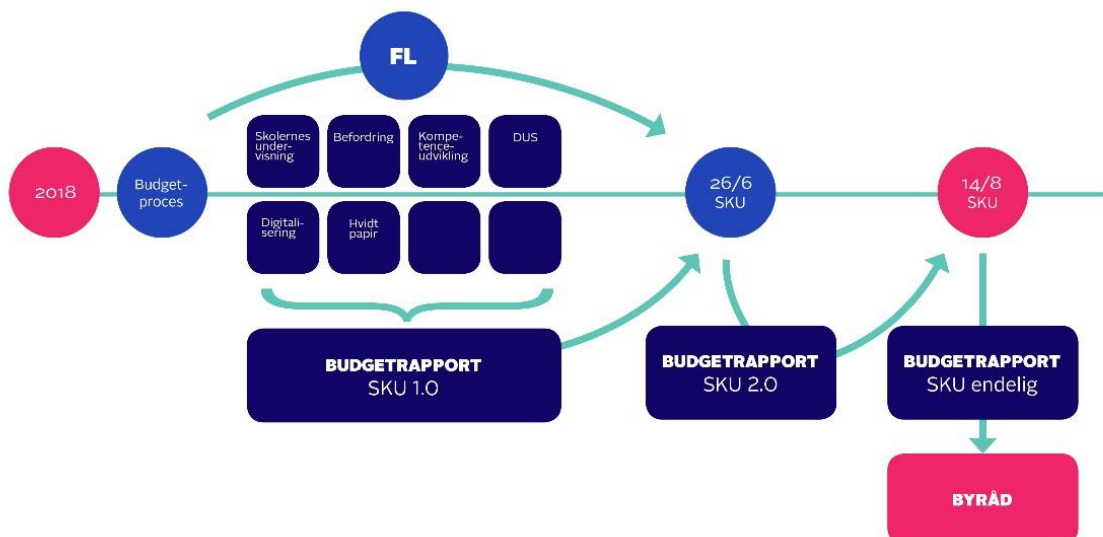 FL
Skolernes
under-
visning
Befordring
Kompe-
tence-
udvikling
DUS
2018
Budget-
proces
26/6
SKU
14/8
SKU
Digitali-
sering
Hvidt
papir
BUDGETRAPPORT
SKU 1.0
BUDGETRAPPORT
SKU 2.0
BUDGETRAPPORT
SKU endelig
BYRÅD